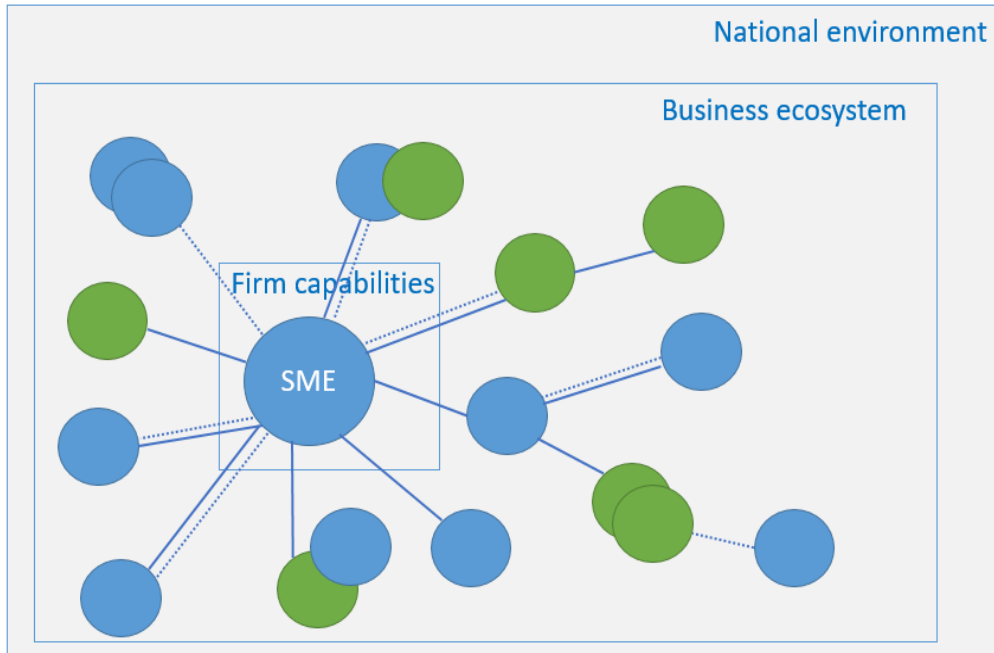 National environment
Business ecosystem
Firm capabilities
SME